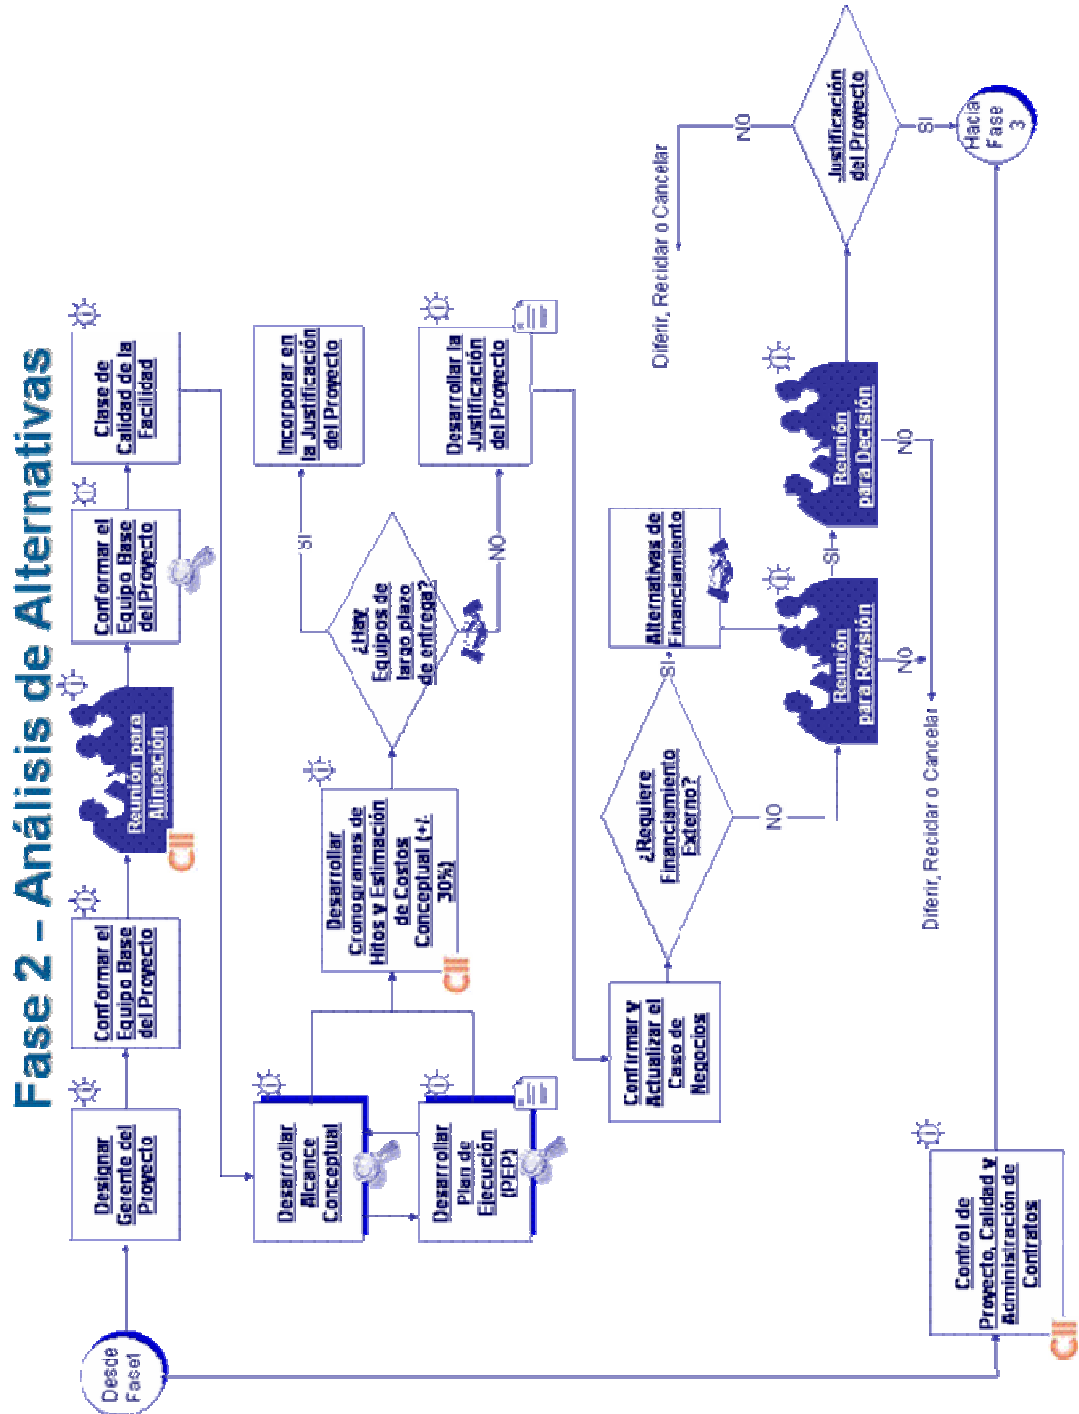 Fase 2 – Análisis de Alternativas
Desde
Fase1
Designar
Gerente del
Proyecto
Conformar el
Equipo Base
del Proyecto
Reunión para
Alineación
CII
Conformar el
Equipo Base
del Proyecto
Clase de
Calidad de la
Facilidad
Desarrollar
Alcance
Conceptual
Desarrollar
Plan de
Ejecución
(PEP)
Desarrollar
Cronogramas de
Hitos y Estimación
de Costos
Conceptual (+/
30%)
CII
¿Hay
Equipos de
largo plazo
de entrega?
SI
NO
Incorporar en
la Justificación
del Proyecto
Desarrollar la
Justificación
del Proyecto
Confirmar y
Actualizar el
Caso de
Negocios
¿Requiere
Financiamiento
Externo?
SI
NO
Alternativas de
Financiamiento
Reunión
para Revisión
SI
NO
Reunión
para Decisión
NO
Diferir, Reciclar o Cancelar
Justificación
del Proyecto
NO
Diferir, Reciclar o Cancelar
SI
Hacia
Fase
3
Control de
Proyecto, Calidad y
Administración de
Contratos
CII